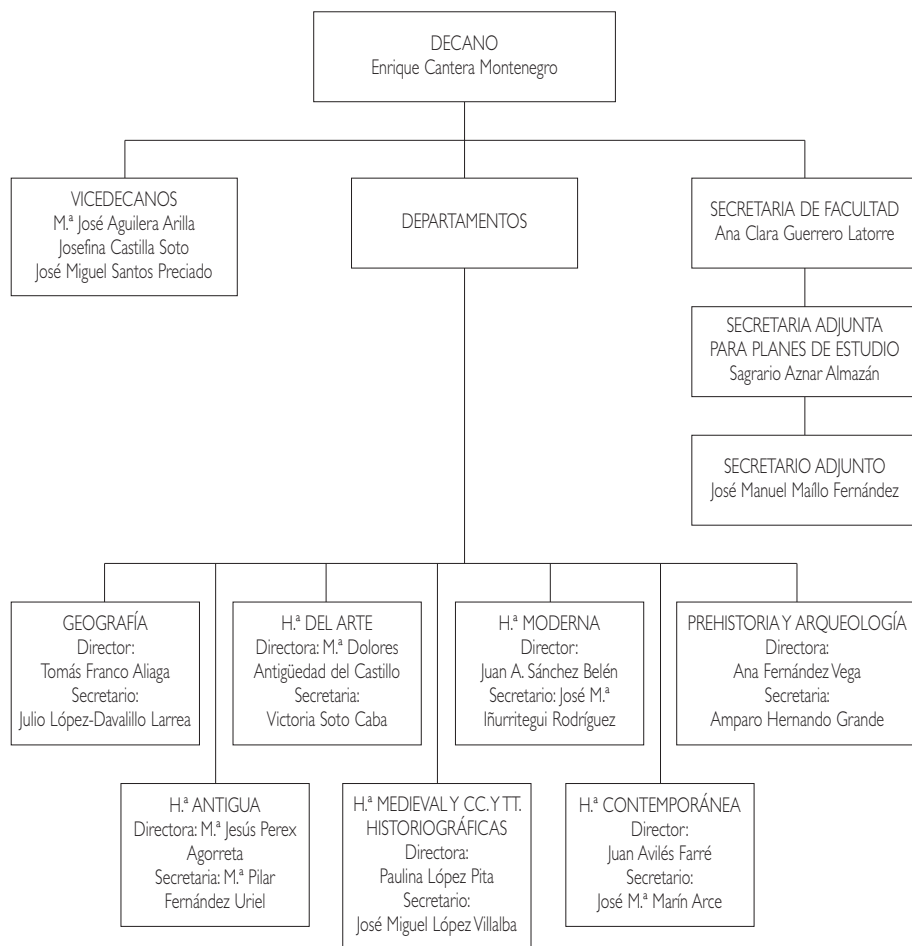 DECANO
Enrique Cantera Montenegro
VICEDECANOS
M.ª José Aguilera Arilla
Josefina Castilla Soto
José Miguel Santos Preciado
DEPARTAMENTOS
SECRETARIA DE FACULTAD
Ana Clara Guerrero Latorre
SECRETARIA ADJUNTA
PARA PLANES DE ESTUDIO
Sagrario Aznar Almazán
SECRETARIO ADJUNTO
José Manuel Maíllo Fernández
GEOGRAFÍA
Director:
Tomás Franco Aliaga
Secretario:
Julio López-Davalillo Larrea
H.ª DEL ARTE
Directora: M.ª Dolores
Antigüedad del Castillo
Secretaria:
Victoria Soto Caba
H.ª MODERNA
Director:
Juan A. Sánchez Belén
Secretario: José M.ª
Iñurritegui Rodríguez
PREHISTORIA Y ARQUEOLOGÍA
Directora:
Ana Fernández Vega
Secretaria:
Amparo Hernando Grande
H.ª ANTIGUA
Directora: M.ª Jesús Perex
Agorreta
Secretaria: M.ª Pilar
Fernández Uriel
H.ª MEDIEVAL Y CC. Y TT.
HISTORIOGRÁFICAS
Directora:
Paulina López Pita
Secretario:
José Miguel López Villalba
H.ª CONTEMPORÁNEA
Director:
Juan Avilés Farré
Secretario:
José M.ª Marín Arce